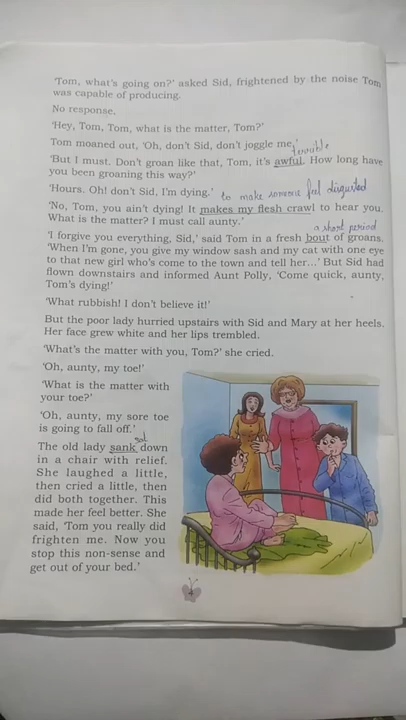 'Tom, what's going on?' asked Sid, frightened by the noise Tom
was capable of producing.
No response.
'Hey, Tom, Tom, what is the matter, Tom?'
Tom moaned out, 'Oh, don't Sid, don't joggle me.'
terrible
'But I must. Don't groan like that, Tom, it's awful. How long have
you been groaning this way?'
'Hours. Oh! don't Sid, I'm dying.'
to make someone feel disgusted
'No, Tom, you ain't dying! It makes my flesh crawl to hear you.
What is the matter? I must call aunty.'
a short period
'I forgive you everything, Sid,' said Tom in a fresh bout of groans.
'When I'm gone, you give my window sash and my cat with one eye
to that new girl who's come to the town and tell her...' But Sid had
flown downstairs and informed Aunt Polly, 'Come quick, aunty,
Tom's dying!'
'What rubbish! I don't believe it!'
But the poor lady hurried upstairs with Sid and Mary at her heels.
Her face grew white and her lips trembled.
'What's the matter with you, Tom?' she cried.
'Oh, aunty, my toe!'
'What is the matter with
your toe?'
'Oh, aunty, my sore toe
is going to fall off.'
sat
The old lady sank down
in a chair with relief.
She laughed a little,
then cried a little, then
did both together. This
made her feel better. She
said, 'Tom you really did
frighten me. Now you
stop this non-sense and
get out of your bed.'